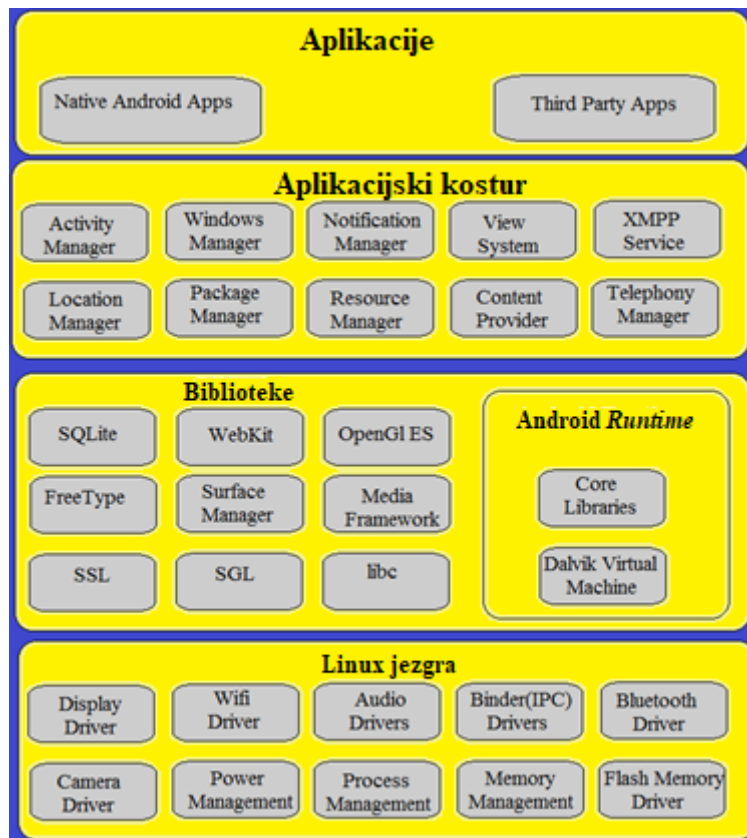 Aplikacije
Native Android Apps
Third Party Apps
Aplikacijski kostur
Activity
Manager
Windows
Manager
Notification
Manager
View
System
XMPP
Service
Location
Manager
Package
Manager
Resource
Manager
Content
Provider
Telephony
Manager
Biblioteke
SQLite
WebKit
OpenGl ES
FreeType
Surface
Manager
Media
Framework
SSL
SGL
libc
Android Runtime
Core
Libraries
Dalvik Virtual
Machine
Linux jezgra
Display
Driver
Wifi
Driver
Audio
Drivers
Binder(IPC)
Drivers
Bluetooth
Driver
Camera
Driver
Power
Management
Process
Management
Memory
Management
Flash Memory
Driver